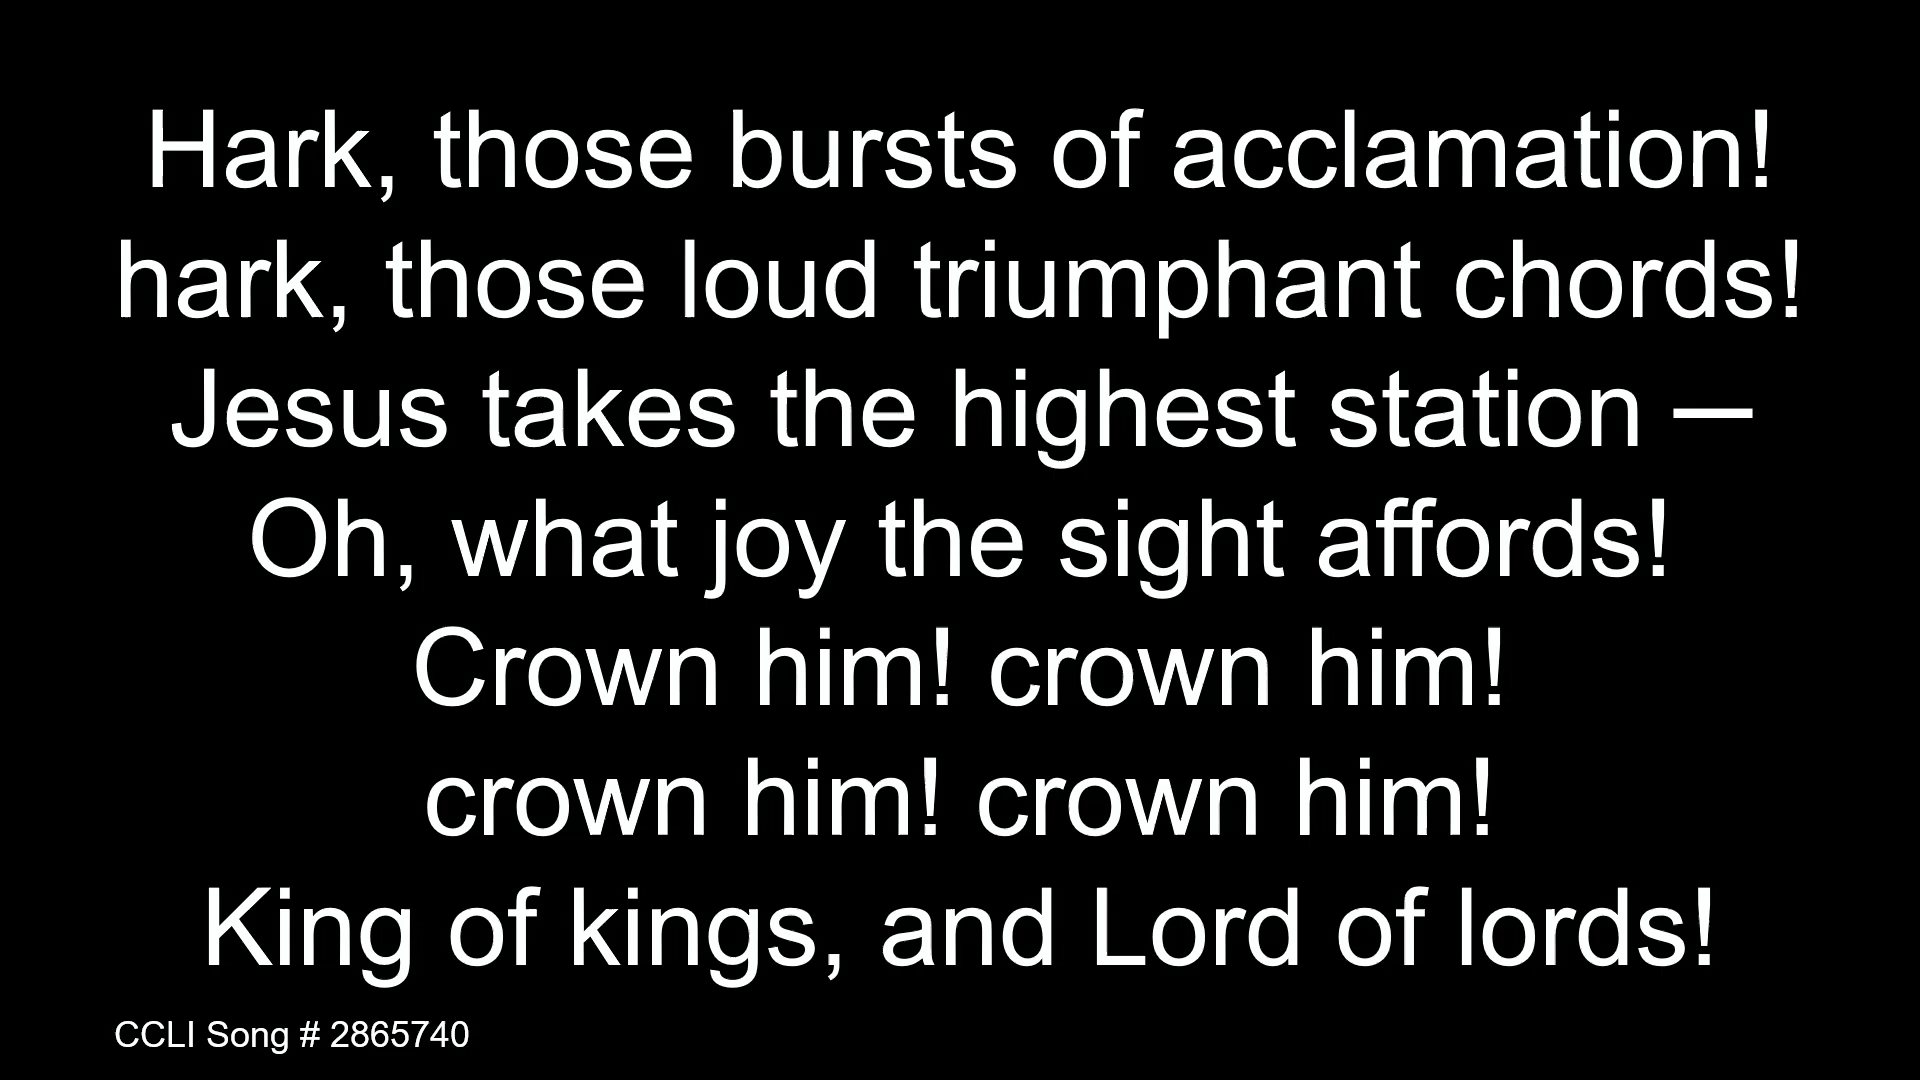 Hark, those bursts of acclamation!
hark, those loud triumphant chords!
Jesus takes the highest station —
Oh, what joy the sight affords!
Crown him! crown him!
crown him! crown him!
King of kings, and Lord of lords!
CCLI Song # 2865740